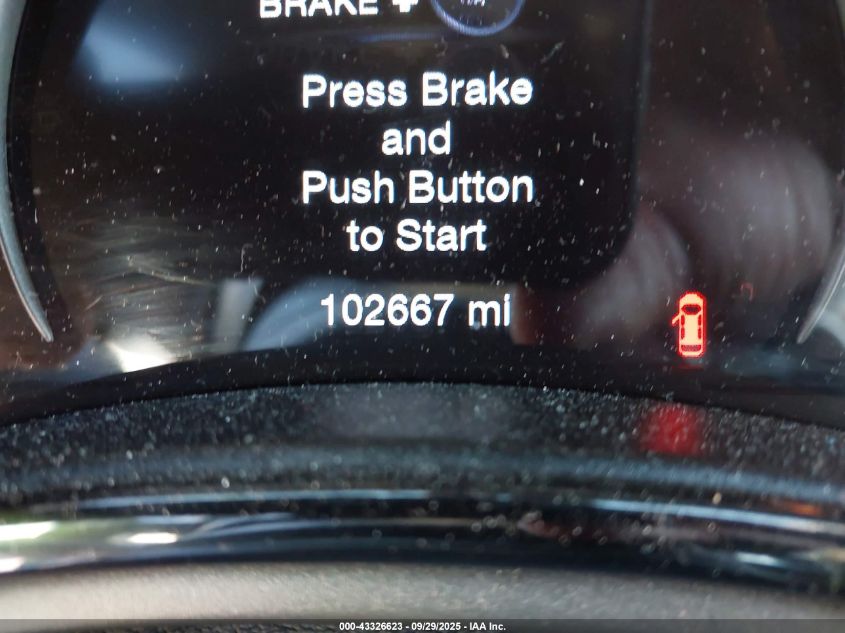 BRAKE +
Press Brake
and
Push Button
to Start
102667 mi
000-43326623 - 09/29/2025 - IAA Inc.